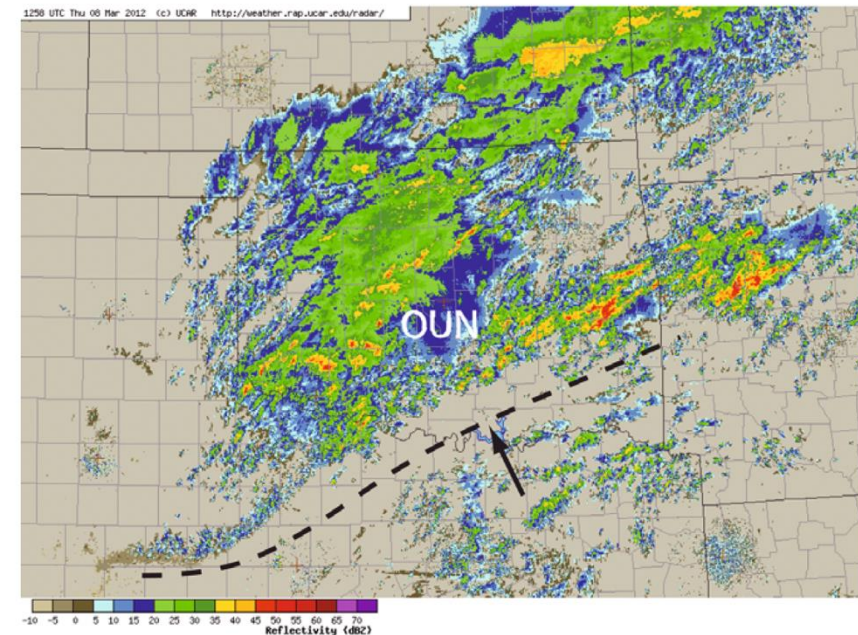 1258 UTC Thu 08 Mar 2012 (c) UCAR http://weather.rap.ucar.edu/radar/
OUN
-10 -5 0 5 10 15 20 25 30 35 40 45 50 55 60 65 70
Reflectivity (dBZ)